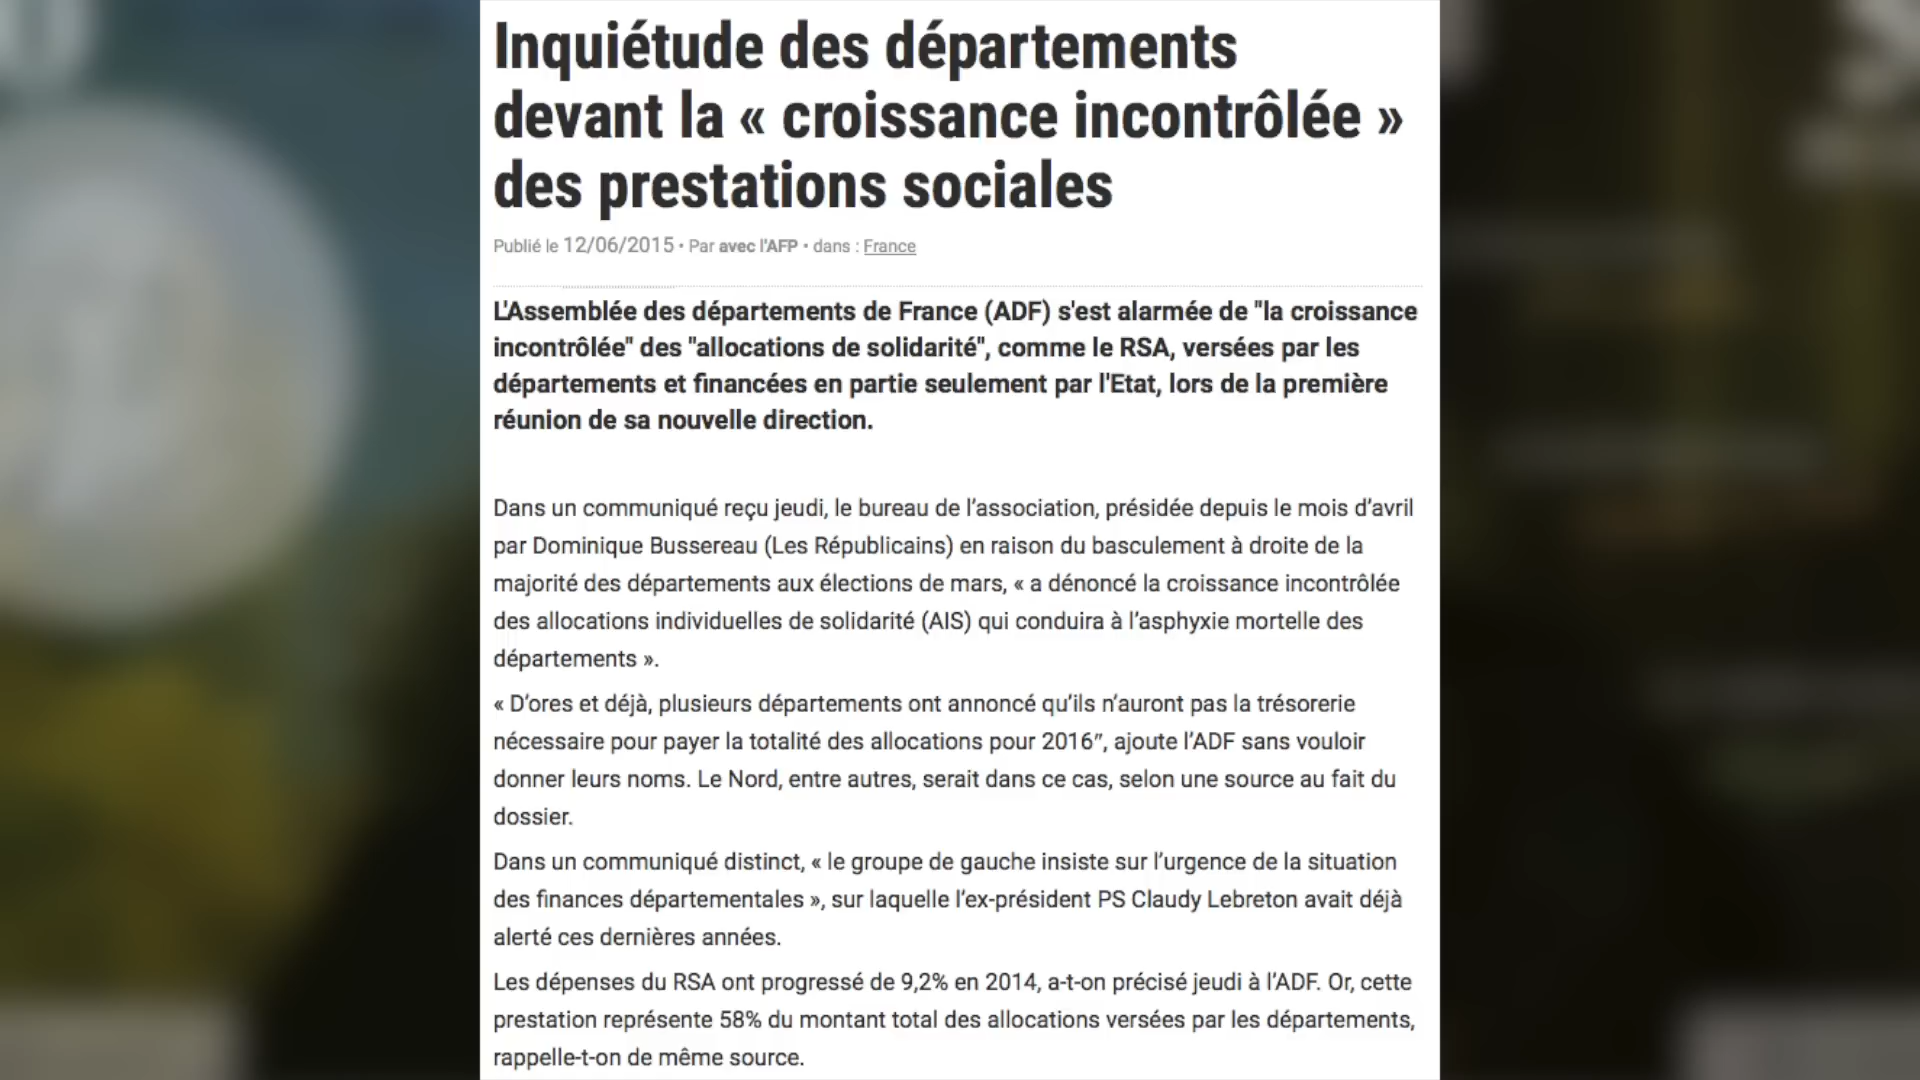 Inquiétude des départements
devant la « croissance incontrôlée »
des prestations sociales
Publié le 12/06/2015 • Par avec l'AFP • dans : France
L'Assemblée des départements de France (ADF) s'est alarmée de "la croissance
incontrôlée" des "allocations de solidarité", comme le RSA, versées par les
départements et financées en partie seulement par l'Etat, lors de la première
réunion de sa nouvelle direction.
Dans un communiqué reçu jeudi, le bureau de l’association, présidée depuis le mois d’avril
par Dominique Bussereau (Les Républicains) en raison du basculement à droite de la
majorité des départements aux élections de mars, « a dénoncé la croissance incontrôlée
des allocations individuelles de solidarité (AIS) qui conduira à l’asphyxie mortelle des
départements ».
« D’ores et déjà, plusieurs départements ont annoncé qu’ils n’auront pas la trésorerie
nécessaire pour payer la totalité des allocations pour 2016″, ajoute l’ADF sans vouloir
donner leurs noms. Le Nord, entre autres, serait dans ce cas, selon une source au fait du
dossier.
Dans un communiqué distinct, « le groupe de gauche insiste sur l’urgence de la situation
des finances départementales », sur laquelle l’ex-président PS Claudy Lebreton avait déjà
alerté ces dernières années.
Les dépenses du RSA ont progressé de 9,2% en 2014, a-t-on précisé jeudi à l’ADF. Or, cette
prestation représente 58% du montant total des allocations versées par les départements,
rappelle-t-on de même source.